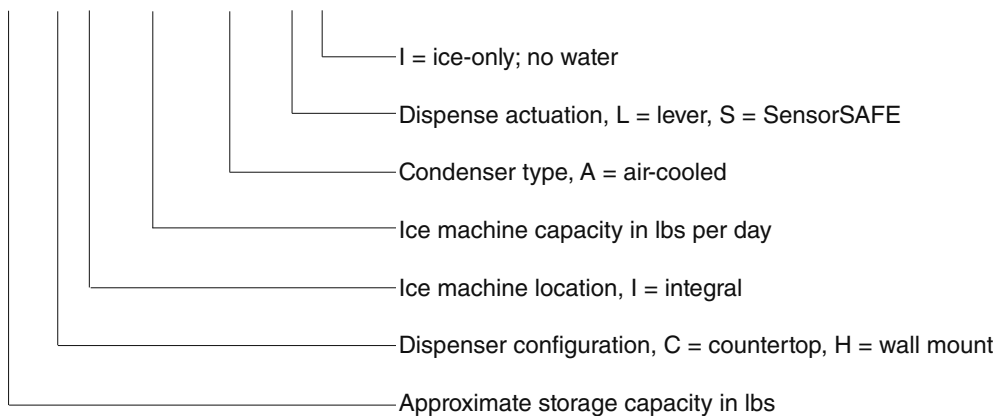 I = ice-only; no water
Dispense actuation, L = lever, S = SensorSAFE
Condenser type, A = air-cooled
Ice machine capacity in lbs per day
Ice machine location, I = integral
Dispenser configuration, C = countertop, H = wall mount
Approximate storage capacity in lbs